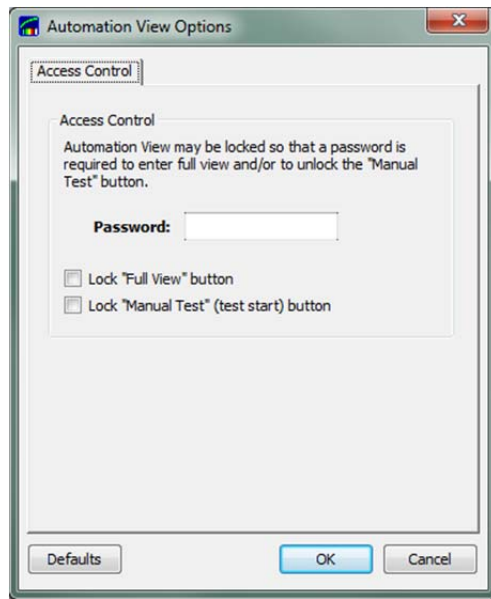 Automation View Options
Access Control
Access Control
Automation View may be locked so that a password is
required to enter full view and/or to unlock the "Manual
Test" button.
Password:
Lock "Full View" button
Lock "Manual Test" (test start) button
Defaults
OK
Cancel